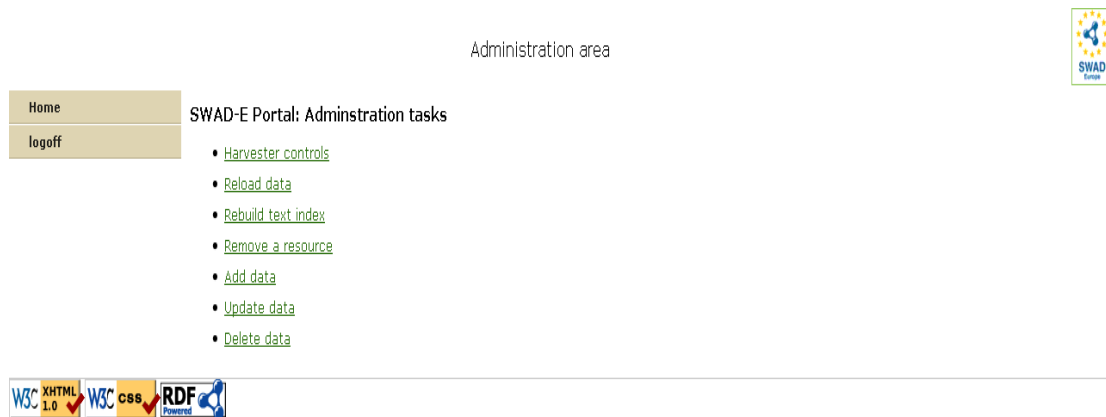 Administration area
SWAD
Europe
Home
logoff
SWAD-E Portal: Adminstration tasks
Harvester controls
Reload data
Rebuild text index
Remove a resource
Add data
Update data
Delete data
W3C XHTML 1.0
W3C css
RDF Powered